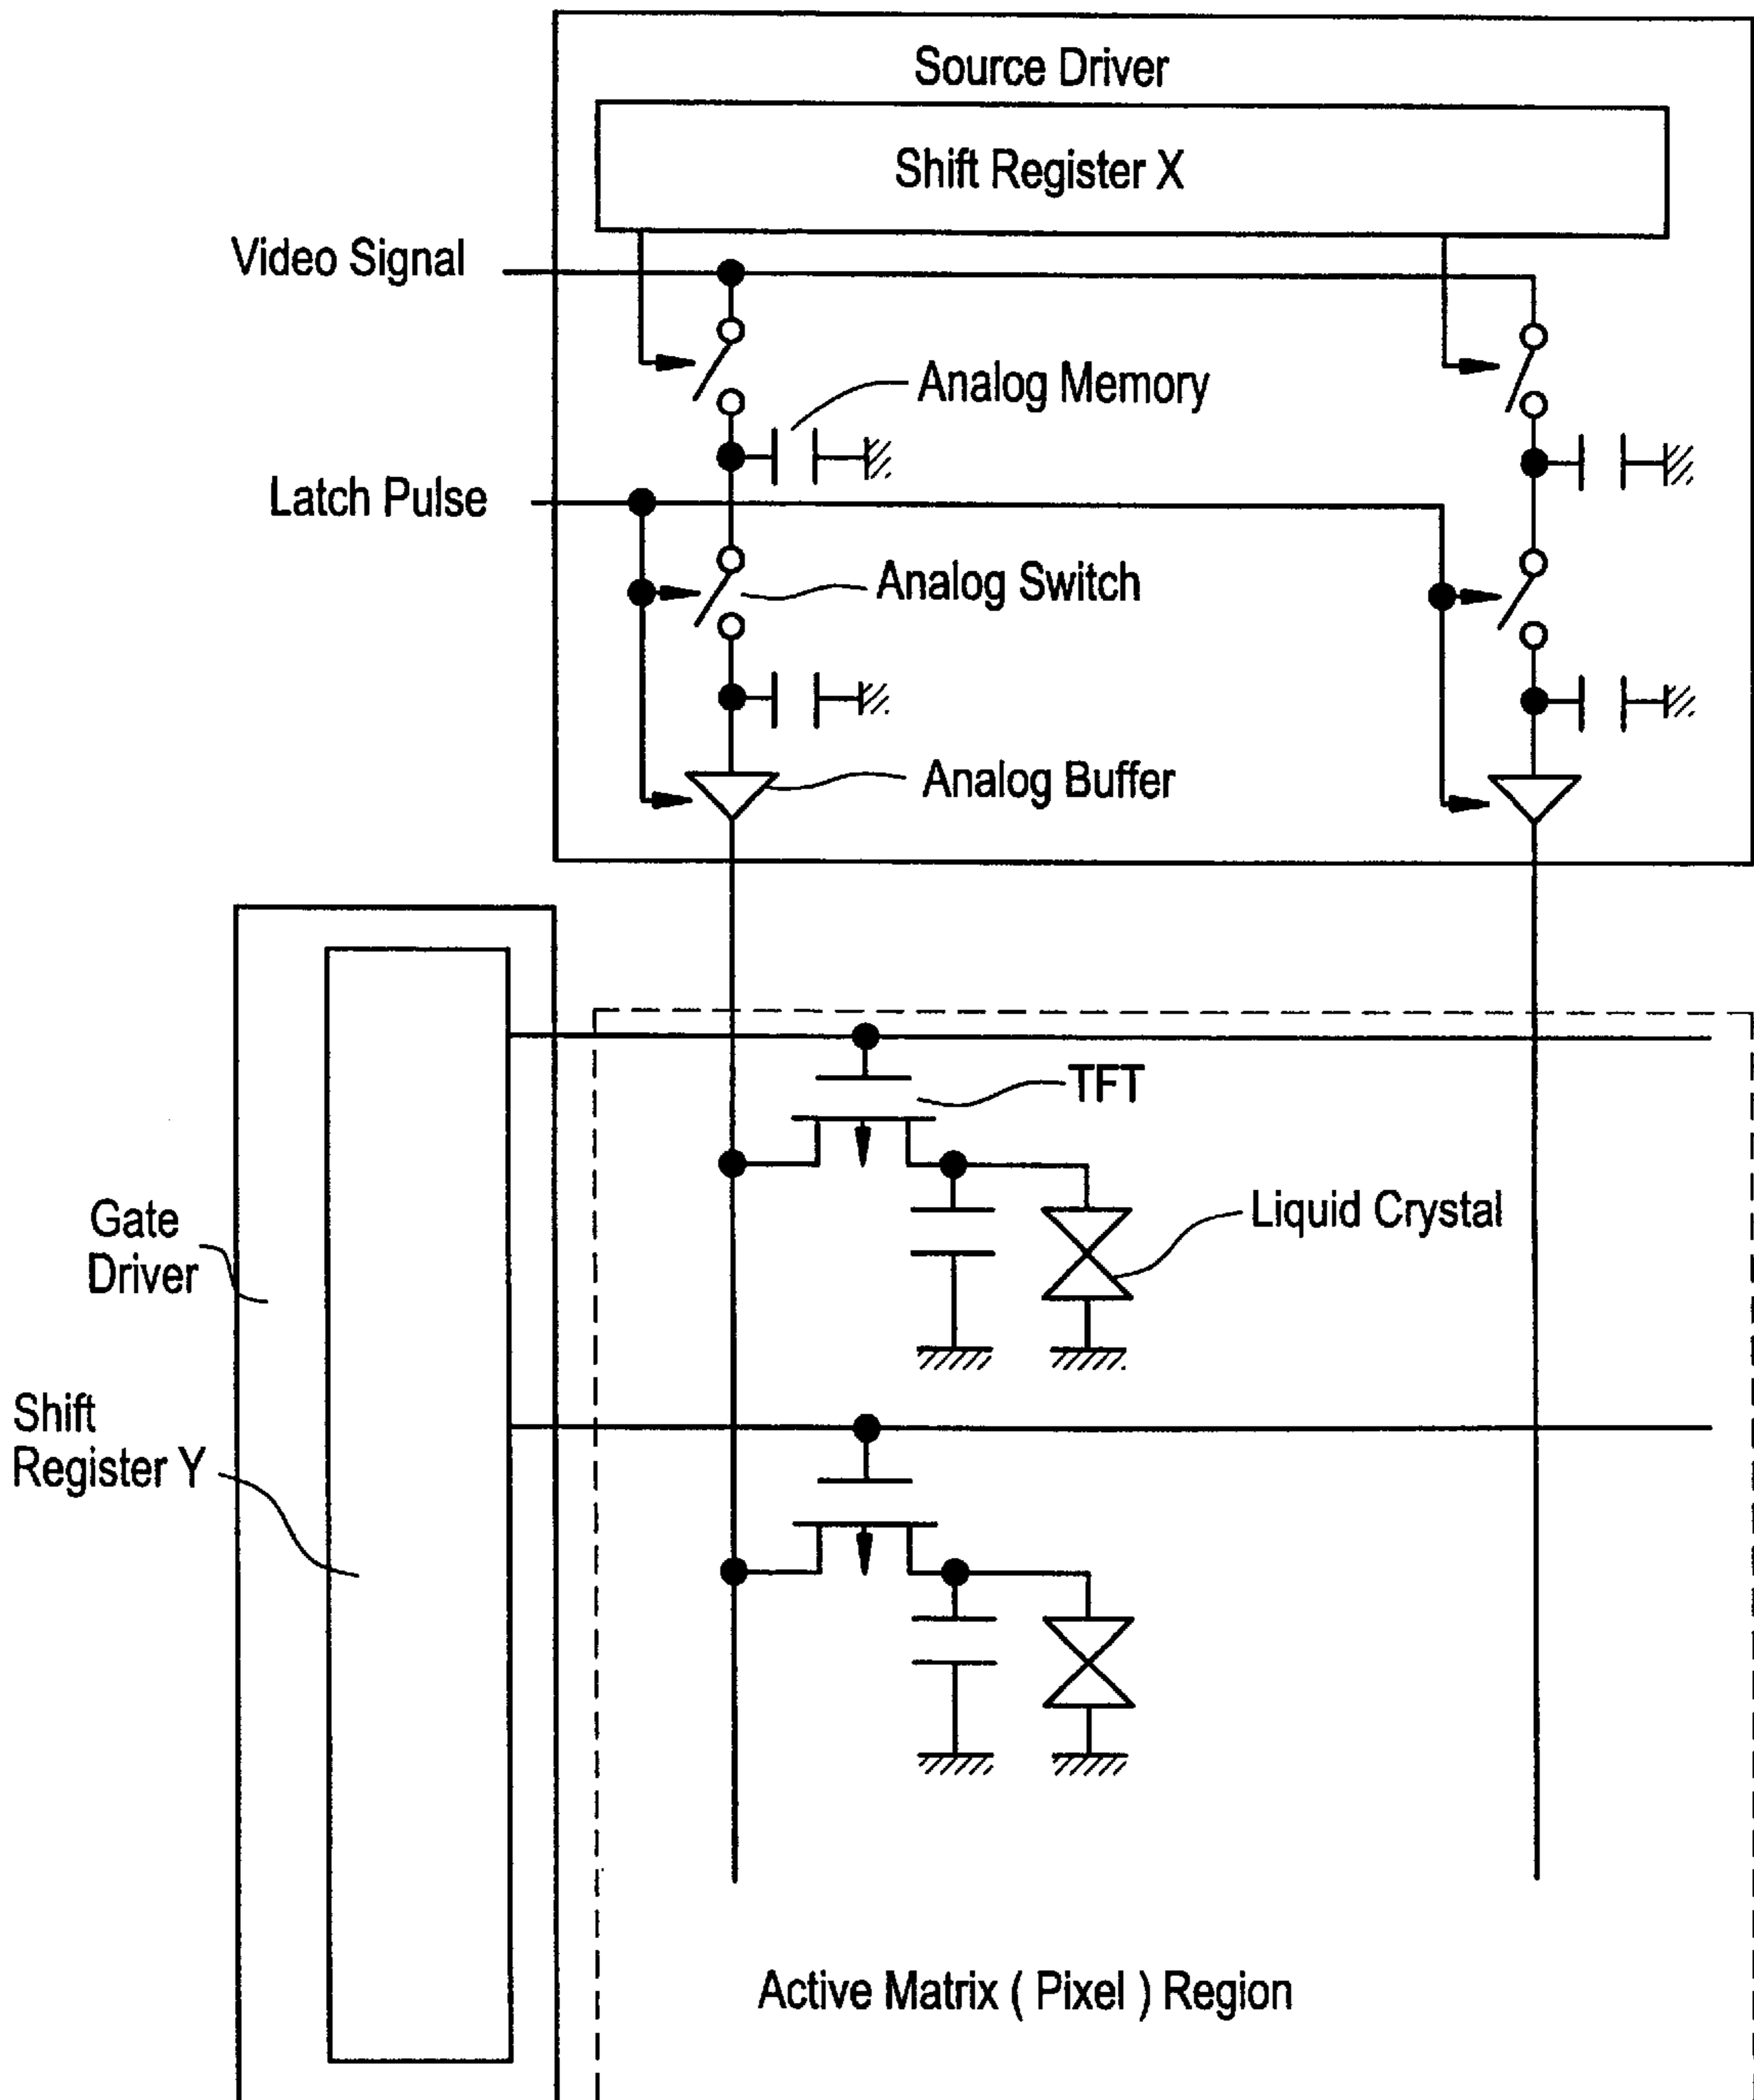 Source Driver
Shift Register X
Video Signal
Analog Memory
Latch Pulse
Analog Switch
Analog Buffer
TFT
Gate
Driver
Liquid Crystal
Shift
Register Y
Active Matrix ( Pixel ) Region